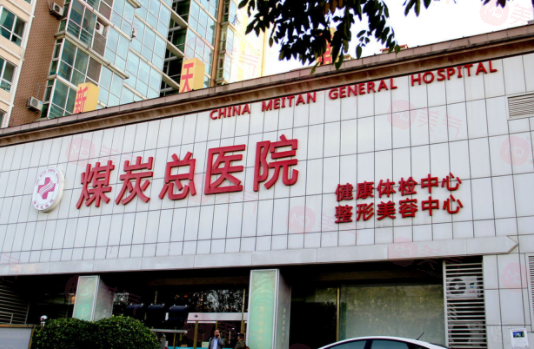 天
CHINA MEITAN GENERAL HOSPITAL
煤炭总医院
健康体检中心
整形美容中心